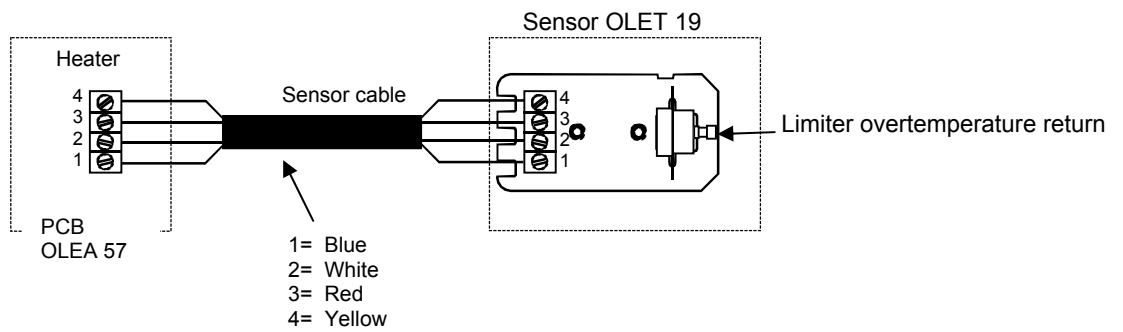 Sensor OLET 19
Heater
Sensor cable
4
3
2
1
4
3
2
1
Limiter overtemperature return
PCB
OLEA 57
1= Blue
2= White
3= Red
4= Yellow